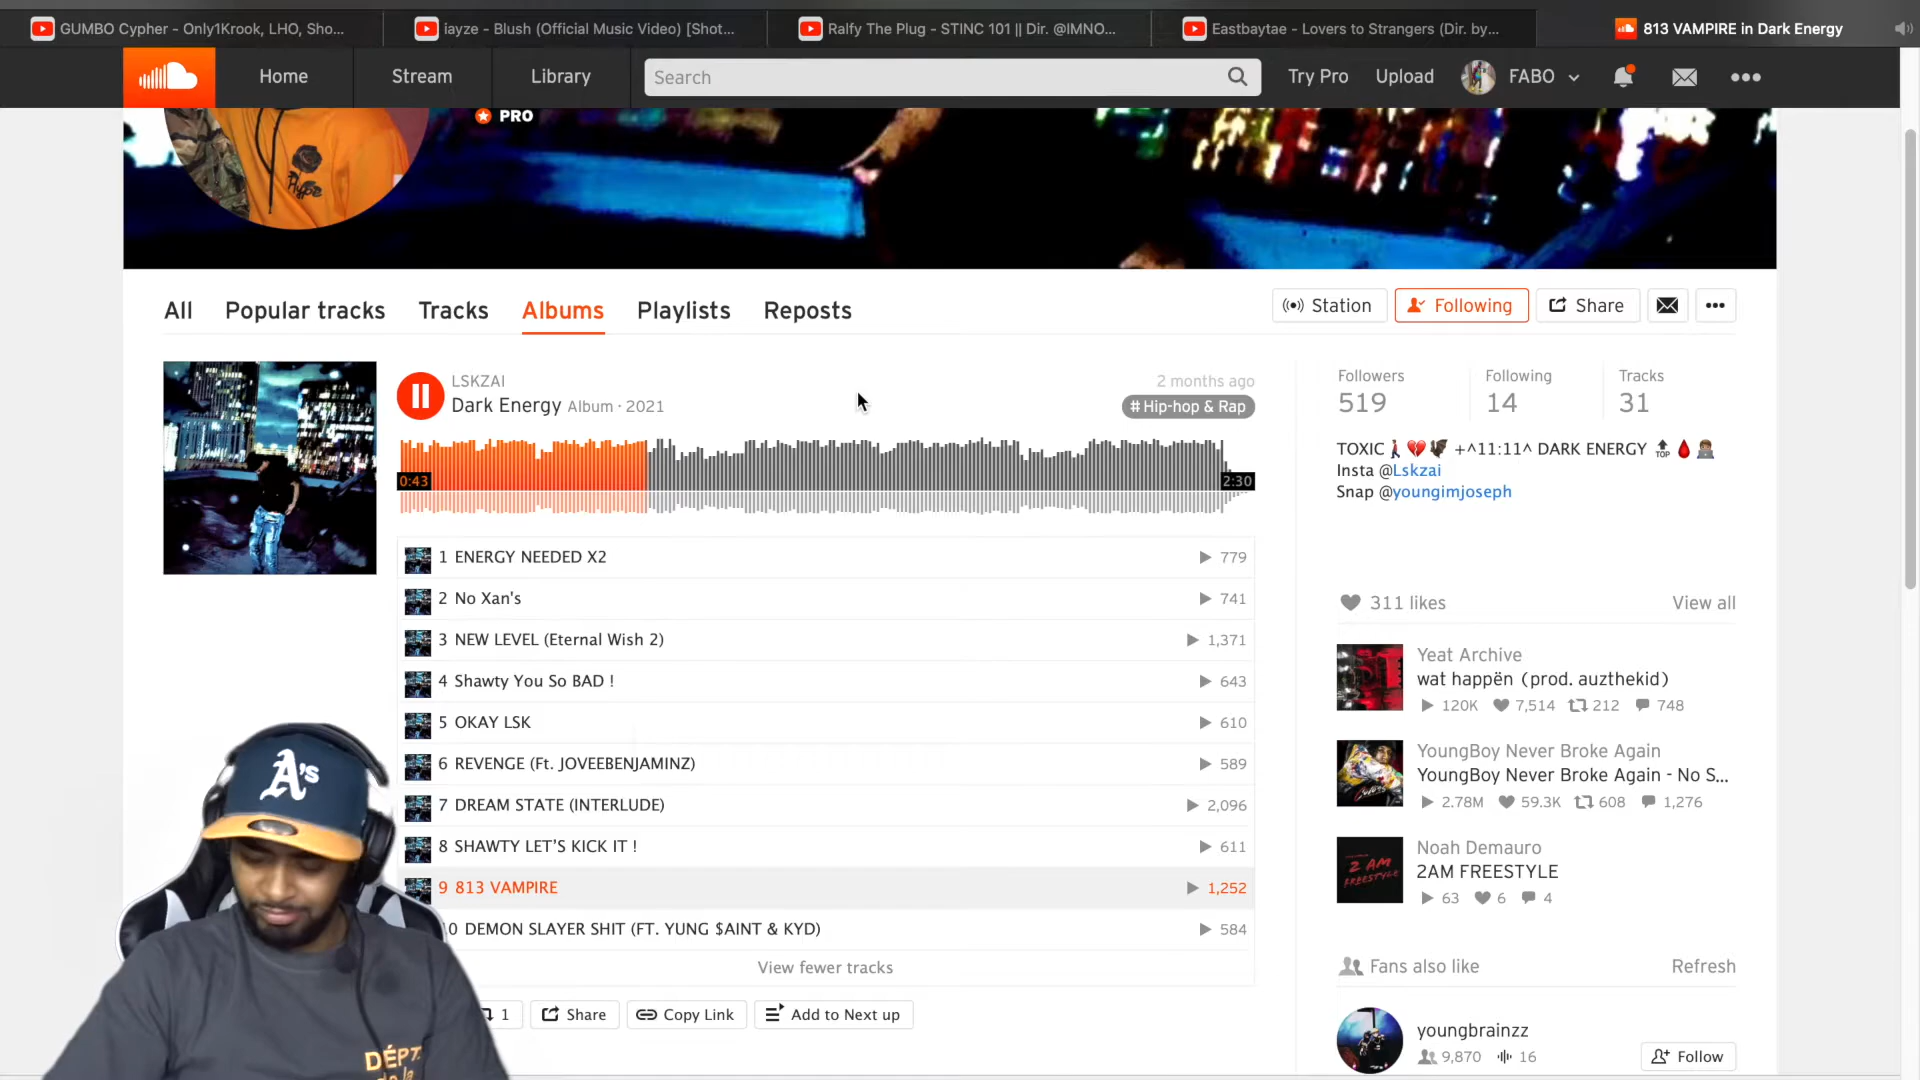 GUMBO Cypher - Only1Krook, LHO, Sho...
iayze - Blush (Official Music Video) [Shot...
Ralfy The Plug - STINC 101 || Dir. @IMNO...
Eastbaytae - Lovers to Strangers (Dir. by...
813 VAMPIRE in Dark Energy
Home
Stream
Library
Search
Try Pro
Upload
FABO
PRO
Hype
All
Popular tracks
Tracks
Albums
Playlists
Reposts
Station
Following
Share
LSKZAI
Dark Energy Album · 2021
2 months ago
# Hip-hop & Rap
0:43
2:30
1 ENERGY NEEDED X2 779
2 No Xan's 741
3 NEW LEVEL (Eternal Wish 2) 1,371
4 Shawty You So BAD ! 643
5 OKAY LSK 610
6 REVENGE (Ft. JOVEEBENJAMINZ) 589
7 DREAM STATE (INTERLUDE) 2,096
8 SHAWTY LET'S KICK IT ! 611
9 813 VAMPIRE 1,252
10 DEMON SLAYER SHIT (FT. YUNG $AINT & KYD) 584
View fewer tracks
1
Share
Copy Link
Add to Next up
Followers
519
Following
14
Tracks
31
TOXIC🚶💔🦇 +^11:11^ DARK ENERGY 🔝🩸👨🏽‍💻
Insta @Lskzai
Snap @youngimjoseph
311 likes
View all
Yeat Archive
wat happën (prod. auzthekid)
120K 7,514 212 748
YoungBoy Never Broke Again
YoungBoy Never Broke Again - No S...
2.78M 59.3K 608 1,276
2 AM
FREESTYLE
Noah Demauro
2AM FREESTYLE
63 6 4
Fans also like
Refresh
youngbrainzz
9,870 16
Follow
A's
DÉPT.
de la